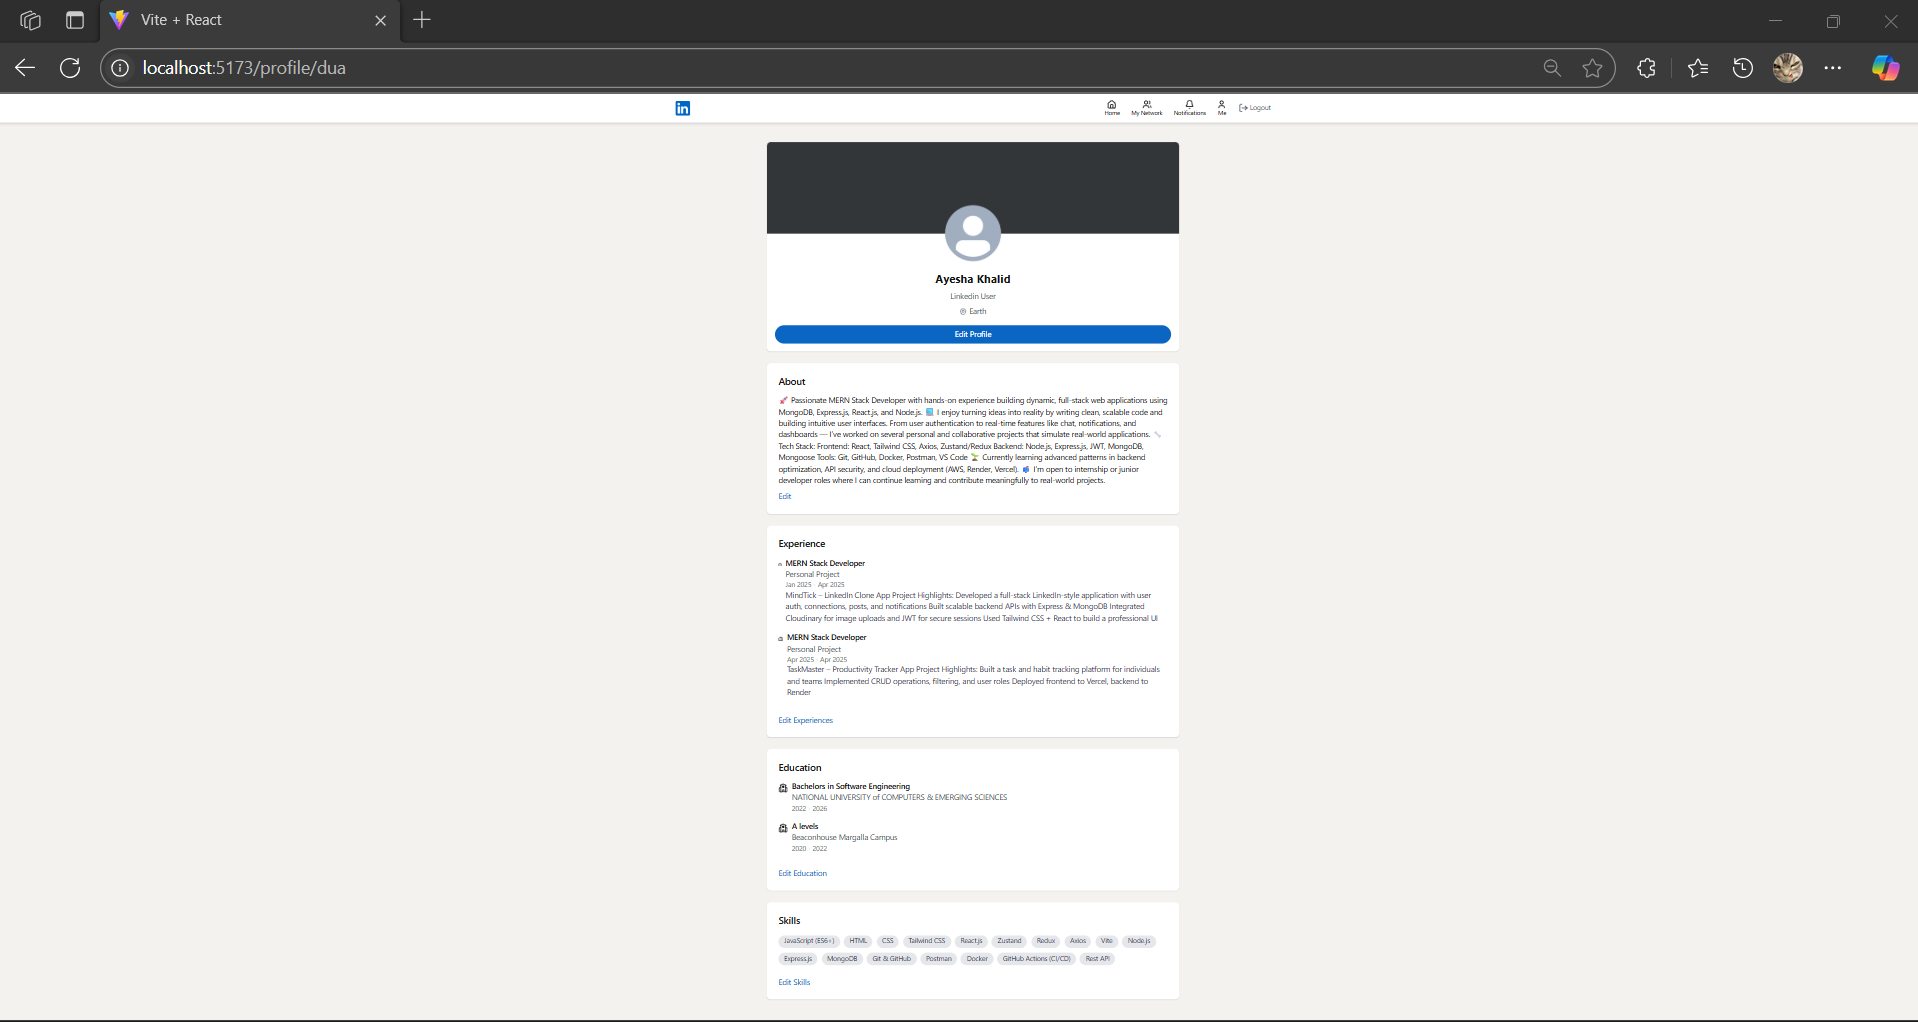 Vite + React
localhost:5173/profile/dua
in
Home
My Network
Notifications
Me
Logout
Ayesha Khalid
Linkedin User
Earth
Edit Profile
About
🚀 Passionate MERN Stack Developer with hands-on experience building dynamic, full-stack web applications using
MongoDB, Express.js, React.js, and Node.js. I enjoy turning ideas into reality by writing clean, scalable code and
building intuitive user interfaces. From user authentication to real-time features like chat, notifications, and
dashboards — I've worked on several personal and collaborative projects that simulate real-world applications. 🔧
Tech Stack: Frontend: React, Tailwind CSS, Axios, Zustand/Redux Backend: Node.js, Express.js, JWT, MongoDB,
Mongoose Tools: Git, GitHub, Docker, Postman, VS Code 🌱 Currently learning advanced patterns in backend
optimization, API security, and cloud deployment (AWS, Render, Vercel). 📫 I'm open to internship or junior
developer roles where I can continue learning and contribute meaningfully to real-world projects.
Edit
Experience
MERN Stack Developer
Personal Project
Jan 2025 - Apr 2025
MindTick – LinkedIn Clone App Project Highlights: Developed a full-stack LinkedIn-style application with user
auth, connections, posts, and notifications Built scalable backend APIs with Express & MongoDB Integrated
Cloudinary for image uploads and JWT for secure sessions Used Tailwind CSS + React to build a professional UI
MERN Stack Developer
Personal Project
Apr 2025 - Apr 2025
TaskMaster – Productivity Tracker App Project Highlights: Built a task and habit tracking platform for individuals
and teams Implemented CRUD operations, filtering, and user roles Deployed frontend to Vercel, backend to
Render
Edit Experiences
Education
Bachelors in Software Engineering
NATIONAL UNIVERSITY of COMPUTERS & EMERGING SCIENCES
2022 - 2026
A levels
Beaconhouse Margalla Campus
2020 - 2022
Edit Education
Skills
JavaScript (ES6+) HTML CSS Tailwind CSS React.js Zustand Redux Axios Vite Node.js
Express.js MongoDB Git & GitHub Postman Docker GitHub Actions (CI/CD) Rest API
Edit Skills